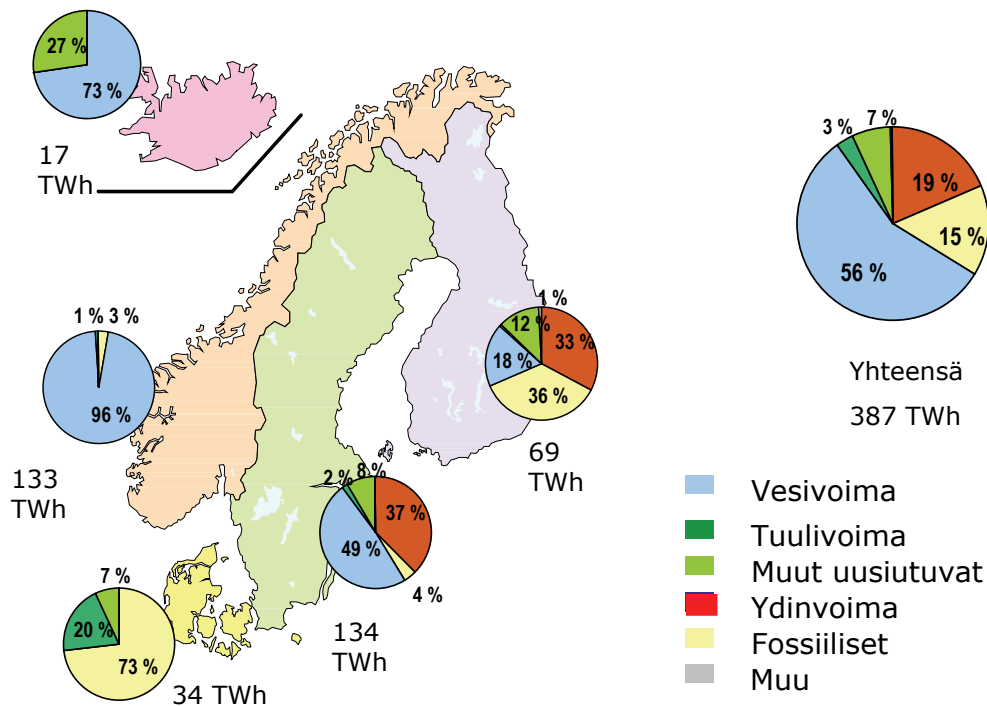 27 %
73 %
17
TWh
1 % 3 %
96 %
133
TWh
7 %
20 %
73 %
34 TWh
2 %
8 %
37 %
49 %
4 %
134
TWh
1 %
12 %
33 %
18 %
36 %
69
TWh
3 %
7 %
19 %
15 %
56 %
Yhteensä
387 TWh
Vesivoima
Tuulivoima
Muut uusiutuvat
Ydinvoima
Fossiiliset
Muu